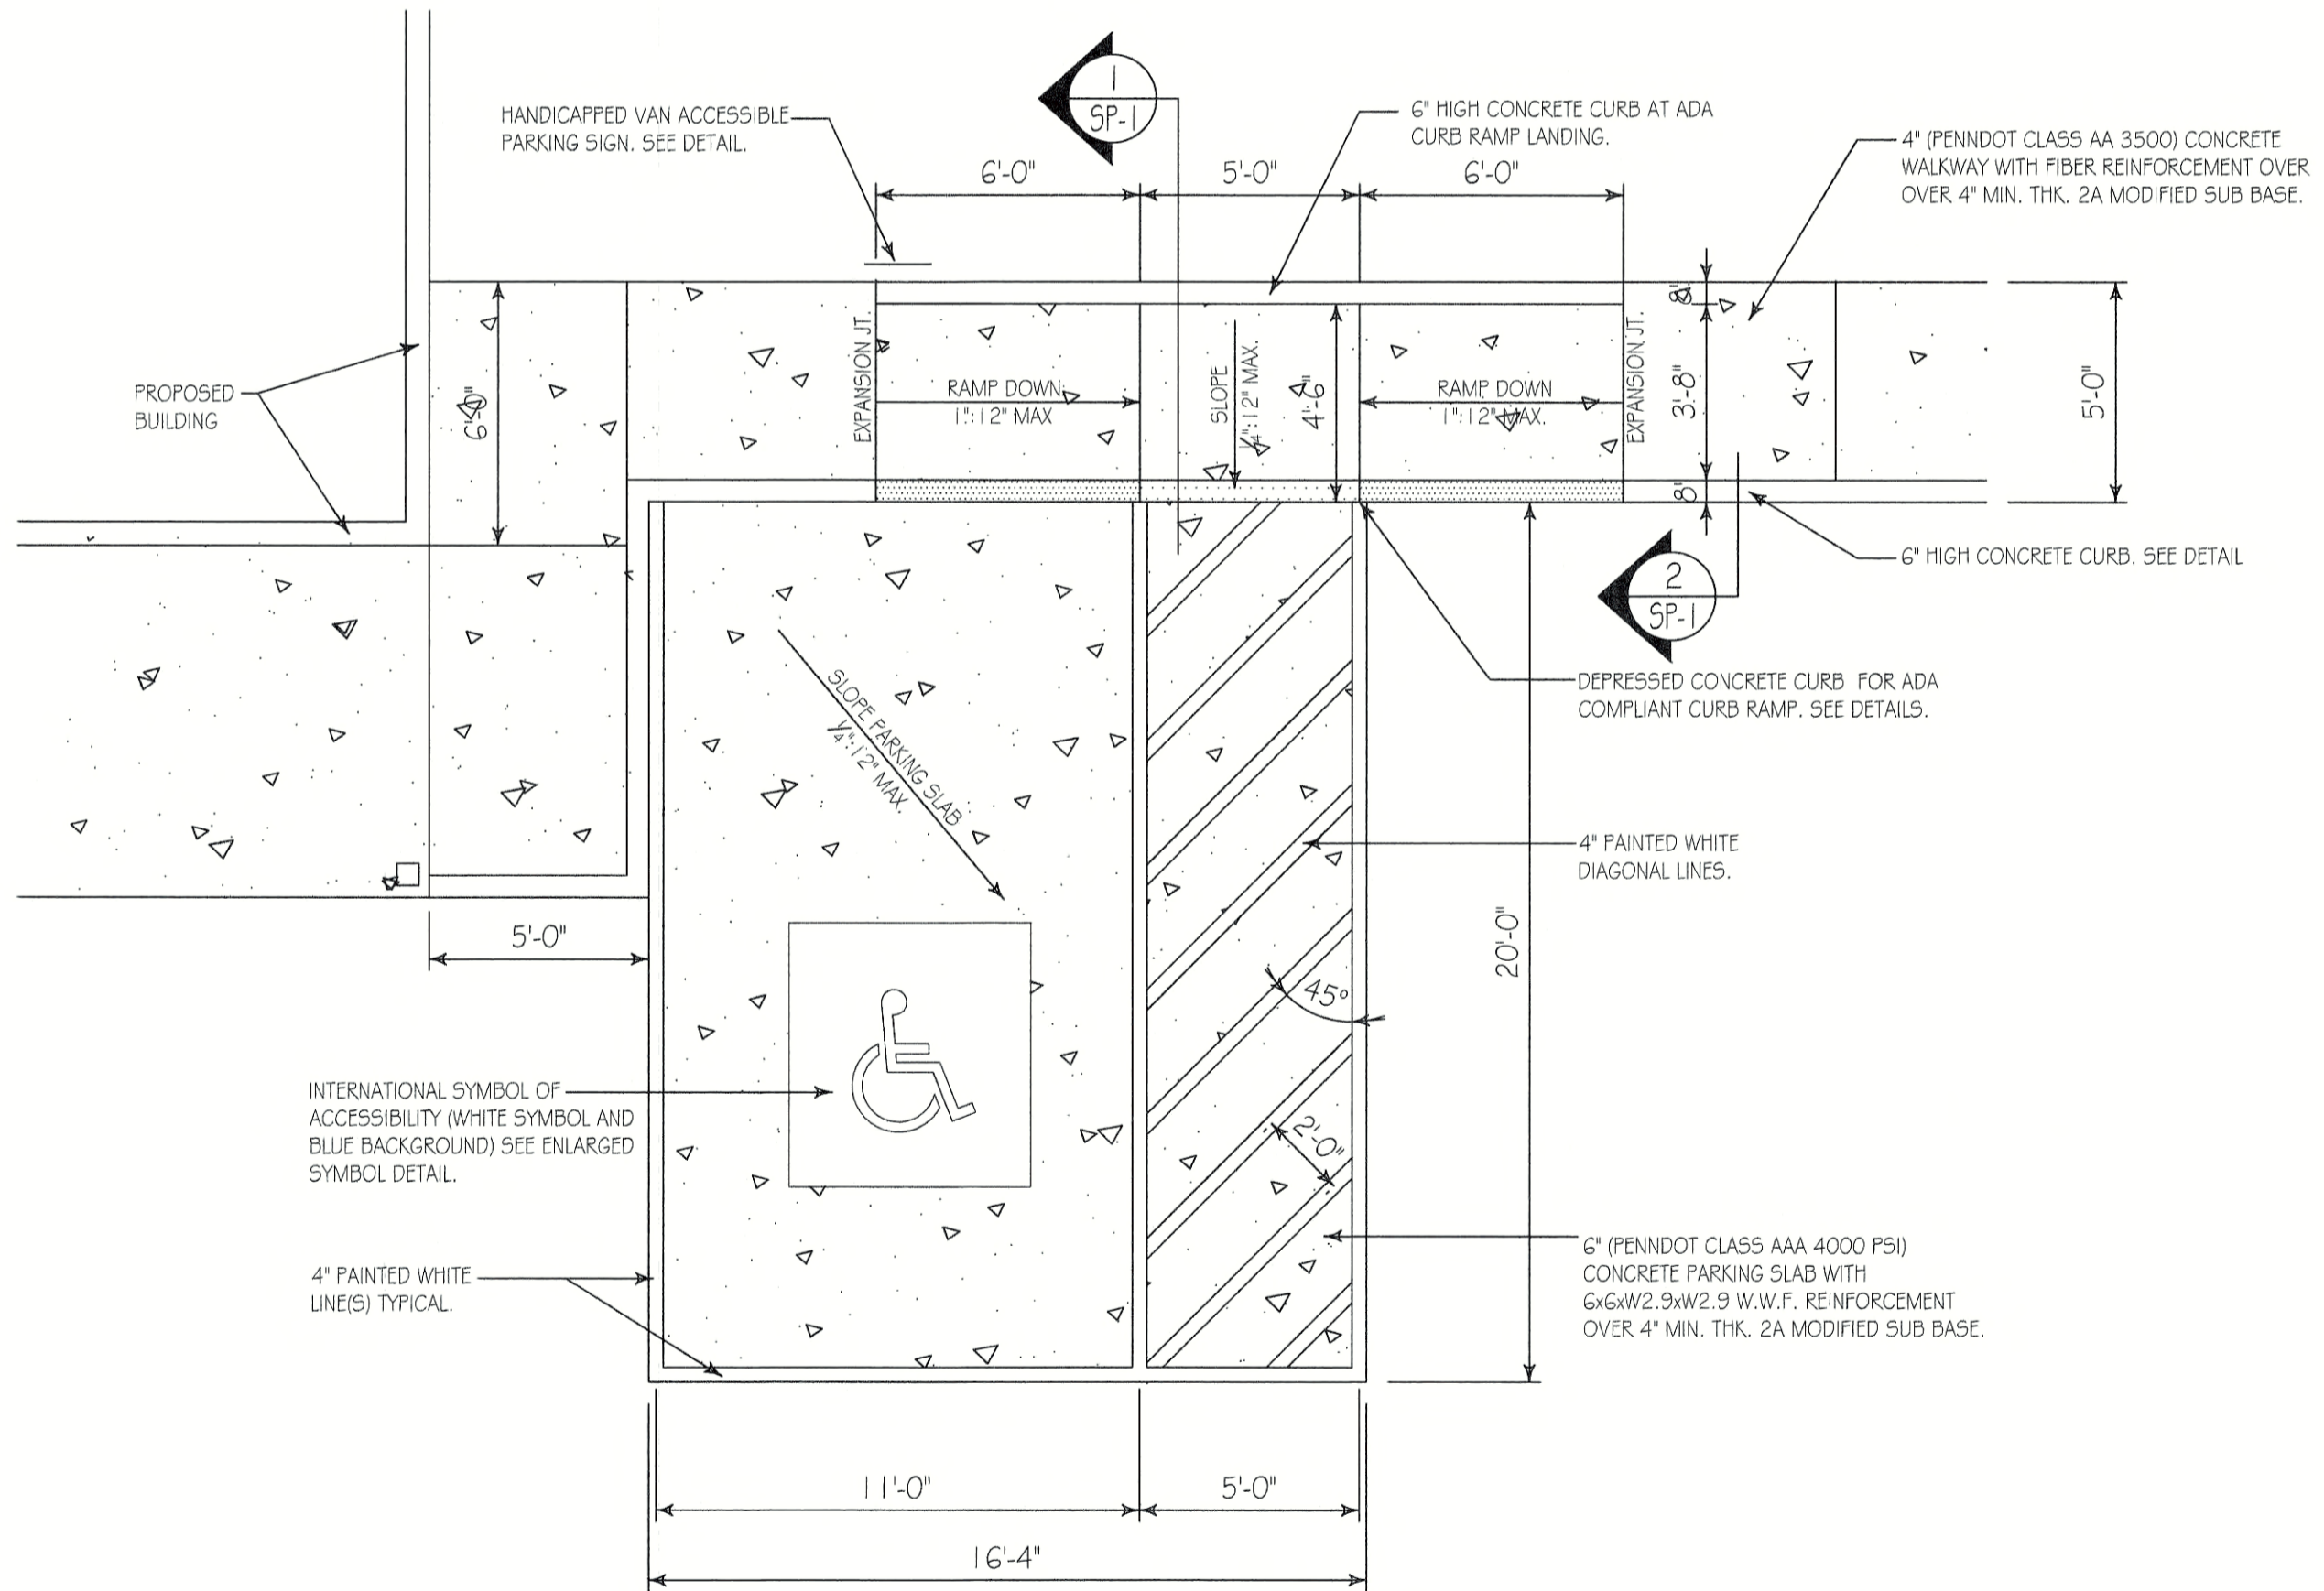 1
SP-1
HANDICAPPED VAN ACCESSIBLE
PARKING SIGN. SEE DETAIL.
6" HIGH CONCRETE CURB AT ADA
CURB RAMP LANDING.
4" (PENNDOT CLASS AA 3500) CONCRETE
WALKWAY WITH FIBER REINFORCEMENT OVER
OVER 4" MIN. THK. 2A MODIFIED SUB BASE.
6'-0"
5'-0"
6'-0"
PROPOSED
BUILDING
6'-0"
EXPANSION JT.
RAMP DOWN
1":12" MAX
SLOPE
1/4":12" MAX.
4'-6"
RAMP DOWN
1":12" MAX.
EXPANSION JT.
8"
3'-8"
8"
5'-0"
6" HIGH CONCRETE CURB. SEE DETAIL
2
SP-1
DEPRESSED CONCRETE CURB FOR ADA
COMPLIANT CURB RAMP. SEE DETAILS.
SLOPE PARKING SLAB
1/4":12" MAX.
4" PAINTED WHITE
DIAGONAL LINES.
5'-0"
20'-0"
45°
INTERNATIONAL SYMBOL OF
ACCESSIBILITY (WHITE SYMBOL AND
BLUE BACKGROUND) SEE ENLARGED
SYMBOL DETAIL.
2'-0"
4" PAINTED WHITE
LINE(S) TYPICAL.
6" (PENNDOT CLASS AAA 4000 PSI)
CONCRETE PARKING SLAB WITH
6x6xW2.9xW2.9 W.W.F. REINFORCEMENT
OVER 4" MIN. THK. 2A MODIFIED SUB BASE.
11'-0"
5'-0"
16'-4"